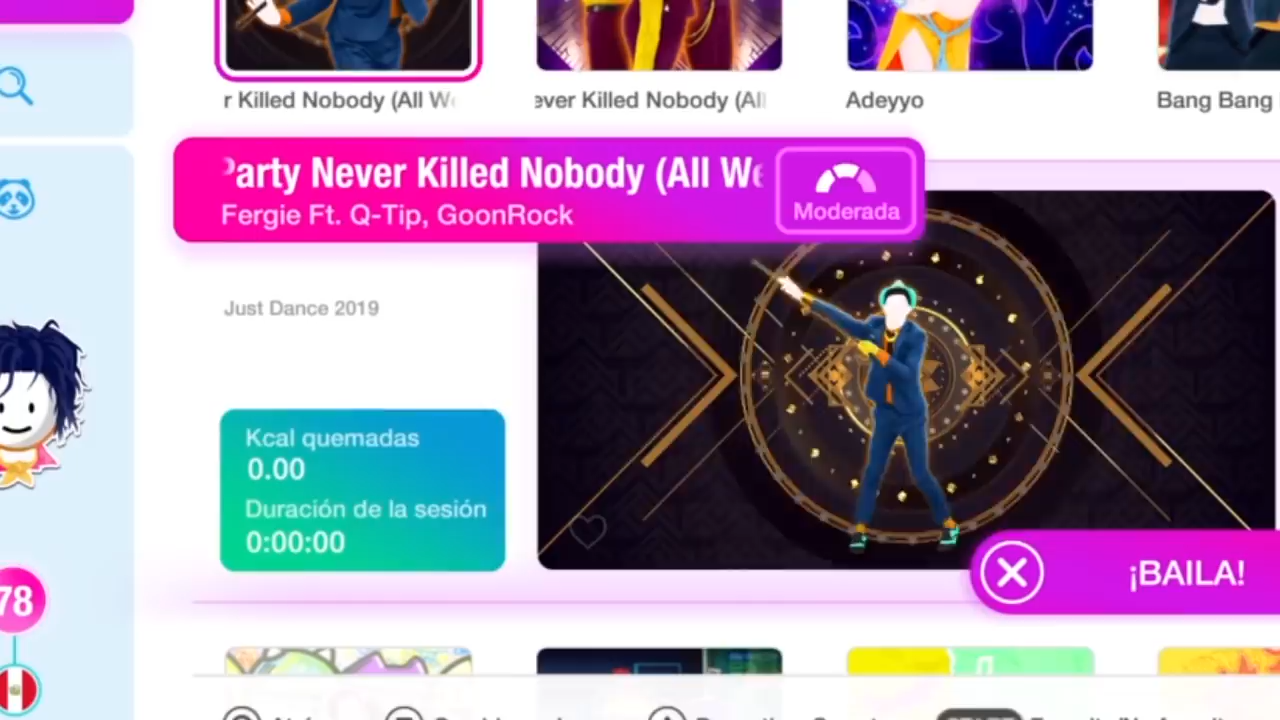 r Killed Nobody (All We
ever Killed Nobody (All
Adeyyo
Bang Bang
Party Never Killed Nobody (All We
Fergie Ft. Q-Tip, GoonRock
Moderada
Just Dance 2019
Kcal quemadas
0.00
Duración de la sesión
0:00:00
¡BAILA!
78